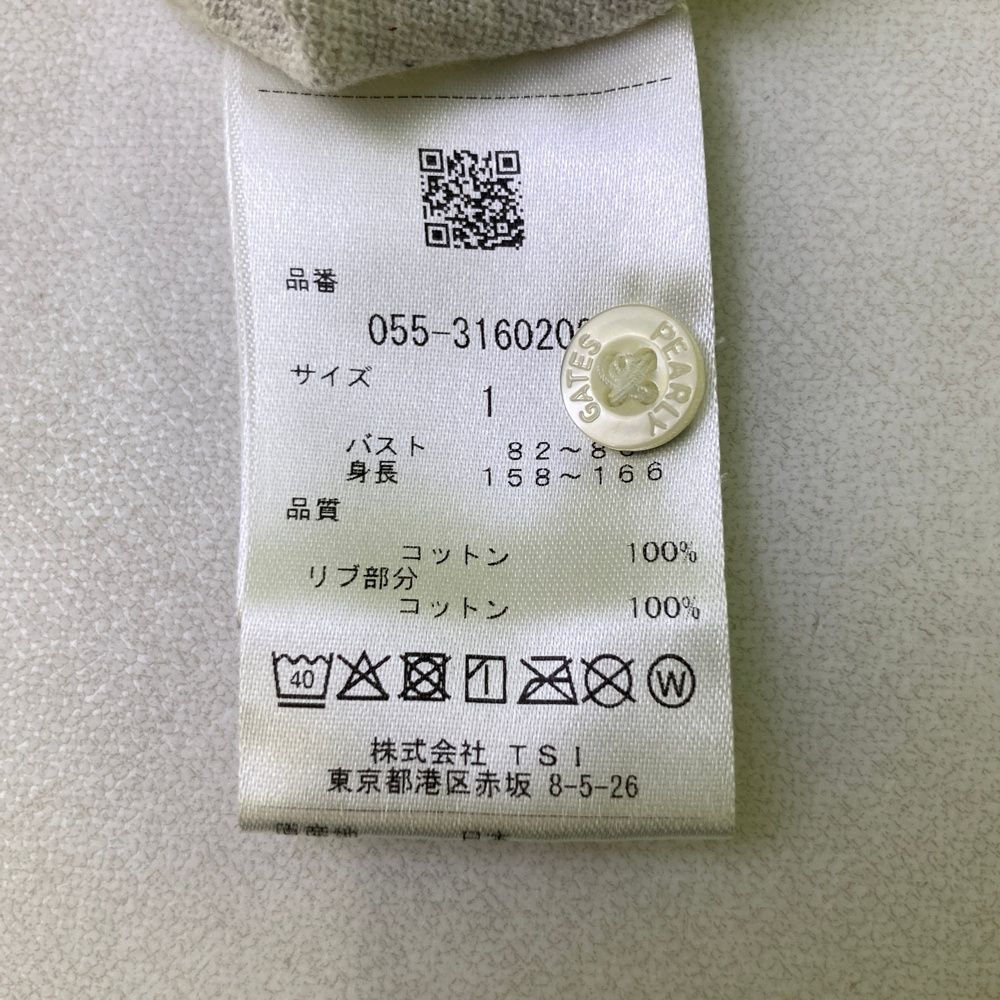 品番
055-316020
サイズ
1
PEARLY GATES
バスト 82～8
身長 158～166
品質
コットン 100%
リブ部分
コットン 100%
40
W
株式会社 TSI
東京都港区赤坂 8-5-26